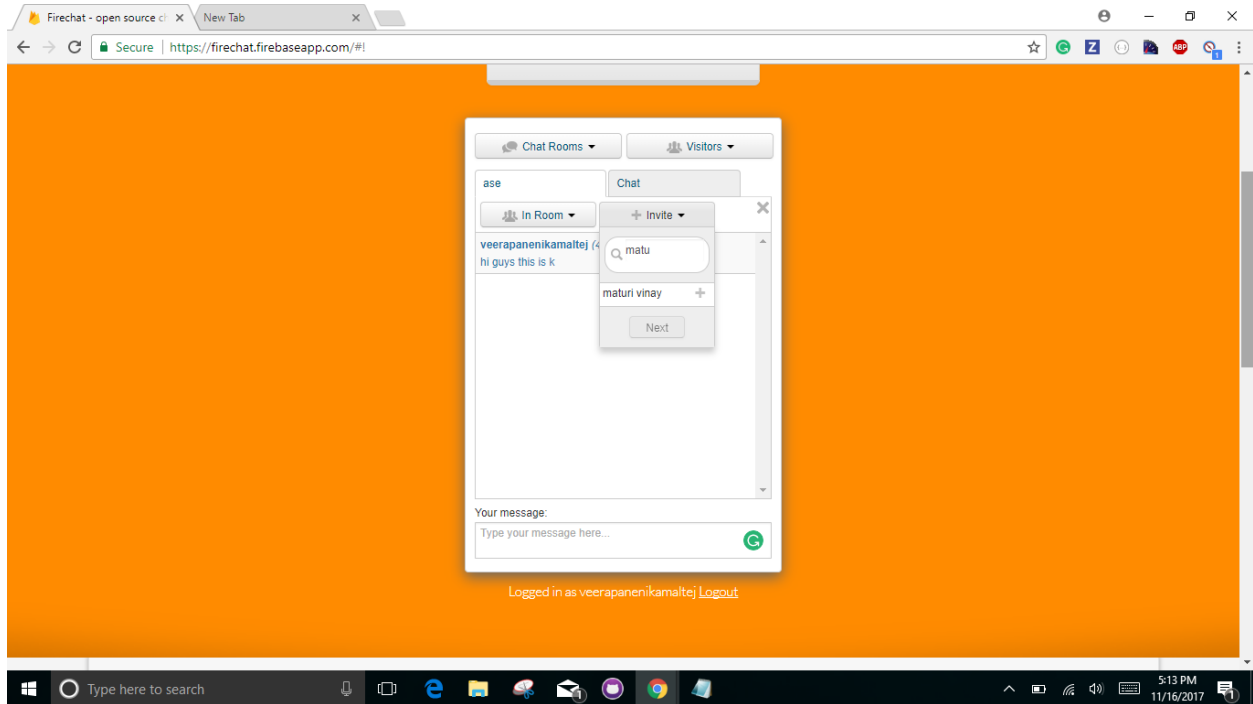 Firechat - open source c
New Tab
Secure https://firechat.firebaseapp.com/#!
Z
ABP
1
Chat Rooms
Visitors
ase
Chat
In Room
Invite
veerapanenikamaltej
matu
hi guys this is k
maturi vinay
Next
Your message:
Type your message here...
Logged in as veerapanenikamaltej Logout
Type here to search
5:13 PM
11/16/2017